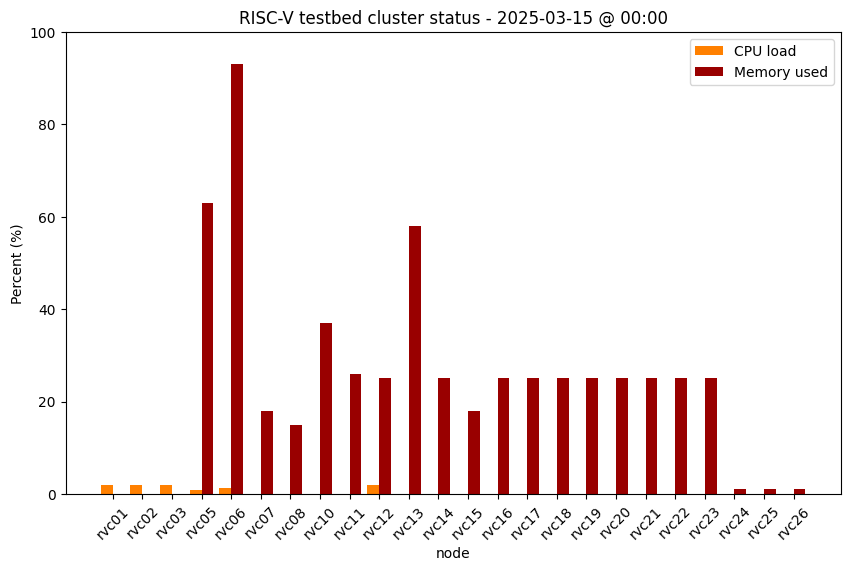 RISC-V testbed cluster status - 2025-03-15 @ 00:00
CPU load
Memory used
Percent (%)
100
80
60
40
20
0
rvc01 rvc02 rvc03 rvc05 rvc06 rvc07 rvc08 rvc10 rvc11 rvc12 rvc13 rvc14 rvc15 rvc16 rvc17 rvc18 rvc19 rvc20 rvc21 rvc22 rvc23 rvc24 rvc25 rvc26
node